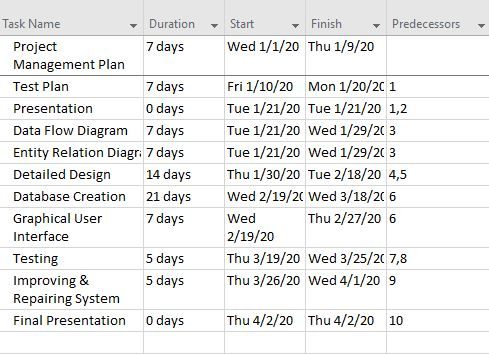 Task Name Duration Start Finish Predecessors
Project Management Plan 7 days Wed 1/1/20 Thu 1/9/20
Test Plan 7 days Fri 1/10/20 Mon 1/20/20 1
Presentation 0 days Tue 1/21/20 Tue 1/21/20 1,2
Data Flow Diagram 7 days Tue 1/21/20 Wed 1/29/20 3
Entity Relation Diagra 7 days Tue 1/21/20 Wed 1/29/20 3
Detailed Design 14 days Thu 1/30/20 Tue 2/18/20 4,5
Database Creation 21 days Wed 2/19/20 Wed 3/18/20 6
Graphical User Interface 7 days Wed 2/19/20 Thu 2/27/20 6
Testing 5 days Thu 3/19/20 Wed 3/25/20 7,8
Improving & Repairing System 5 days Thu 3/26/20 Wed 4/1/20 9
Final Presentation 0 days Thu 4/2/20 Thu 4/2/20 10